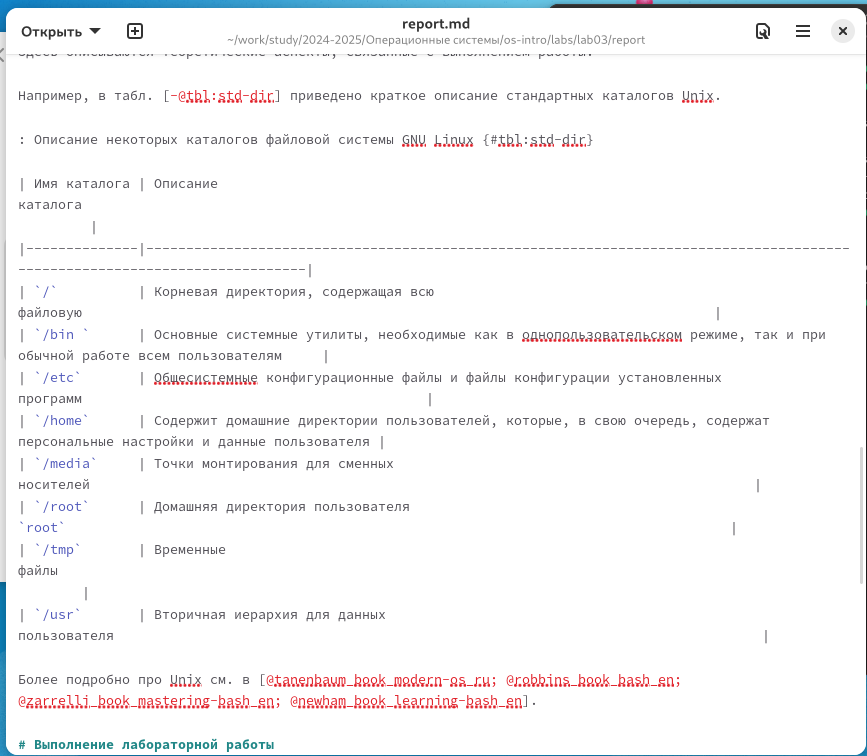 Открыть
report.md
~/work/study/2024-2025/Операционные системы/os-intro/labs/lab03/report
Здесь описываются теоретические аспекты, связанные с выполнением работы.
Например, в табл. [-@tbl:std-dir] приведено краткое описание стандартных каталогов Unix.
: Описание некоторых каталогов файловой системы GNU Linux {#tbl:std-dir}
| Имя каталога | Описание
каталога
|
|--------------|----------------------------------------------------------------------------------------
------------------------------------|
| `/` | Корневая директория, содержащая всю
файловую |
| `/bin ` | Основные системные утилиты, необходимые как в однопользовательском режиме, так и при
обычной работе всем пользователям |
| `/etc` | Общесистемные конфигурационные файлы и файлы конфигурации установленных
программ |
| `/home` | Содержит домашние директории пользователей, которые, в свою очередь, содержат
персональные настройки и данные пользователя |
| `/media` | Точки монтирования для сменных
носителей |
| `/root` | Домашняя директория пользователя
`root` |
| `/tmp` | Временные
файлы
|
| `/usr` | Вторичная иерархия для данных
пользователя |
Более подробно про Unix см. в [@tanenbaum_book_modern-os_ru; @robbins_book_bash_en;
@zarrelli_book_mastering-bash_en; @newham_book_learning-bash_en].
# Выполнение лабораторной работы